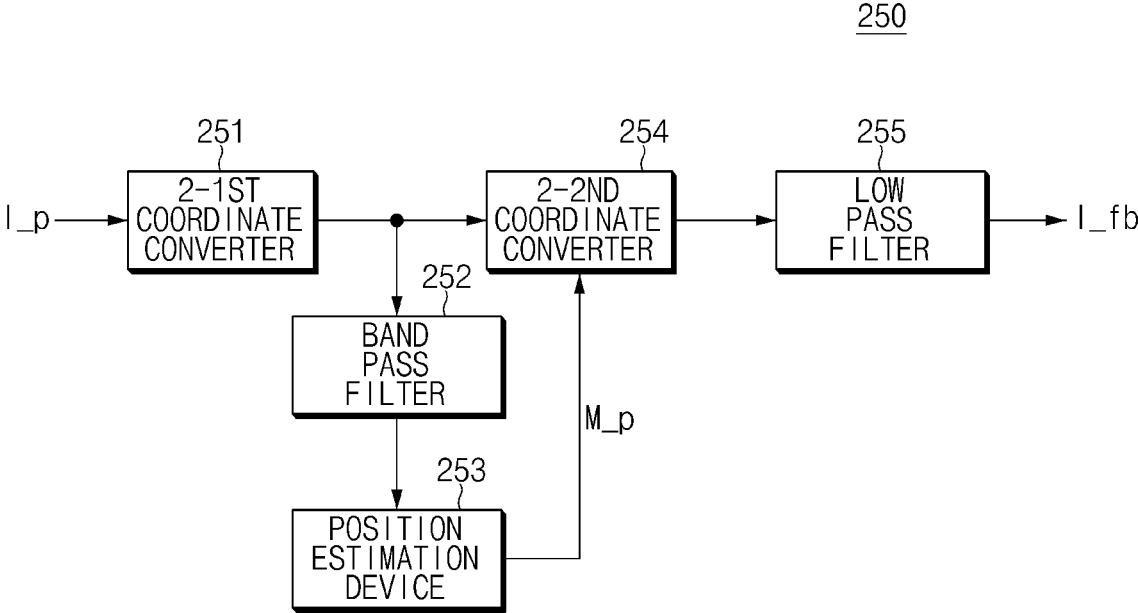 250
251
254
255
I_p
2-1ST
COORDINATE
CONVERTER
2-2ND
COORDINATE
CONVERTER
LOW
PASS
FILTER
I_fb
252
BAND
PASS
FILTER
M_p
253
POSITION
ESTIMATION
DEVICE